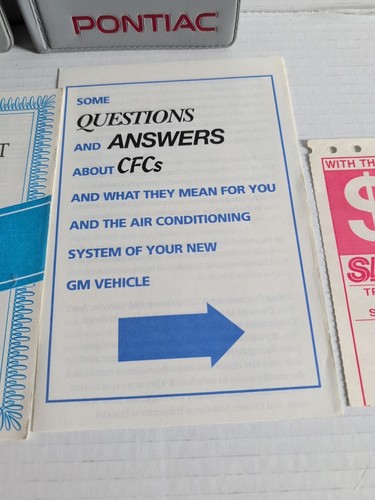 PONTIAC
SOME
QUESTIONS
AND ANSWERS
ABOUT CFCs
AND WHAT THEY MEAN FOR YOU
AND THE AIR CONDITIONING
SYSTEM OF YOUR NEW
GM VEHICLE
T
WITH TH
$